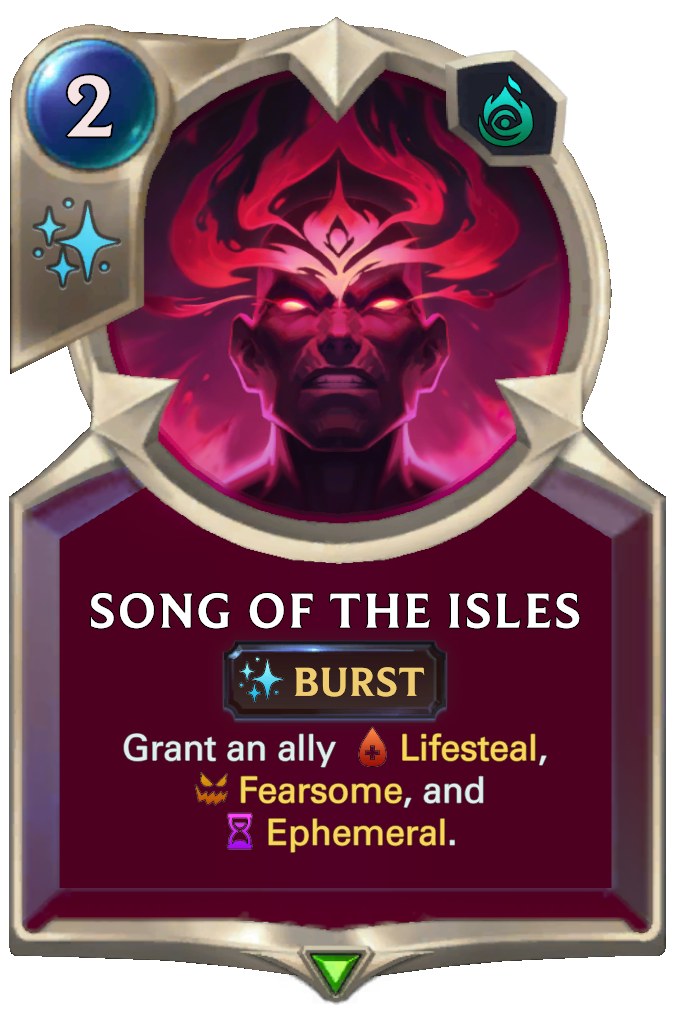 2
SONG OF THE ISLES
BURST
Grant an ally Lifesteal,
Fearsome, and
Ephemeral.